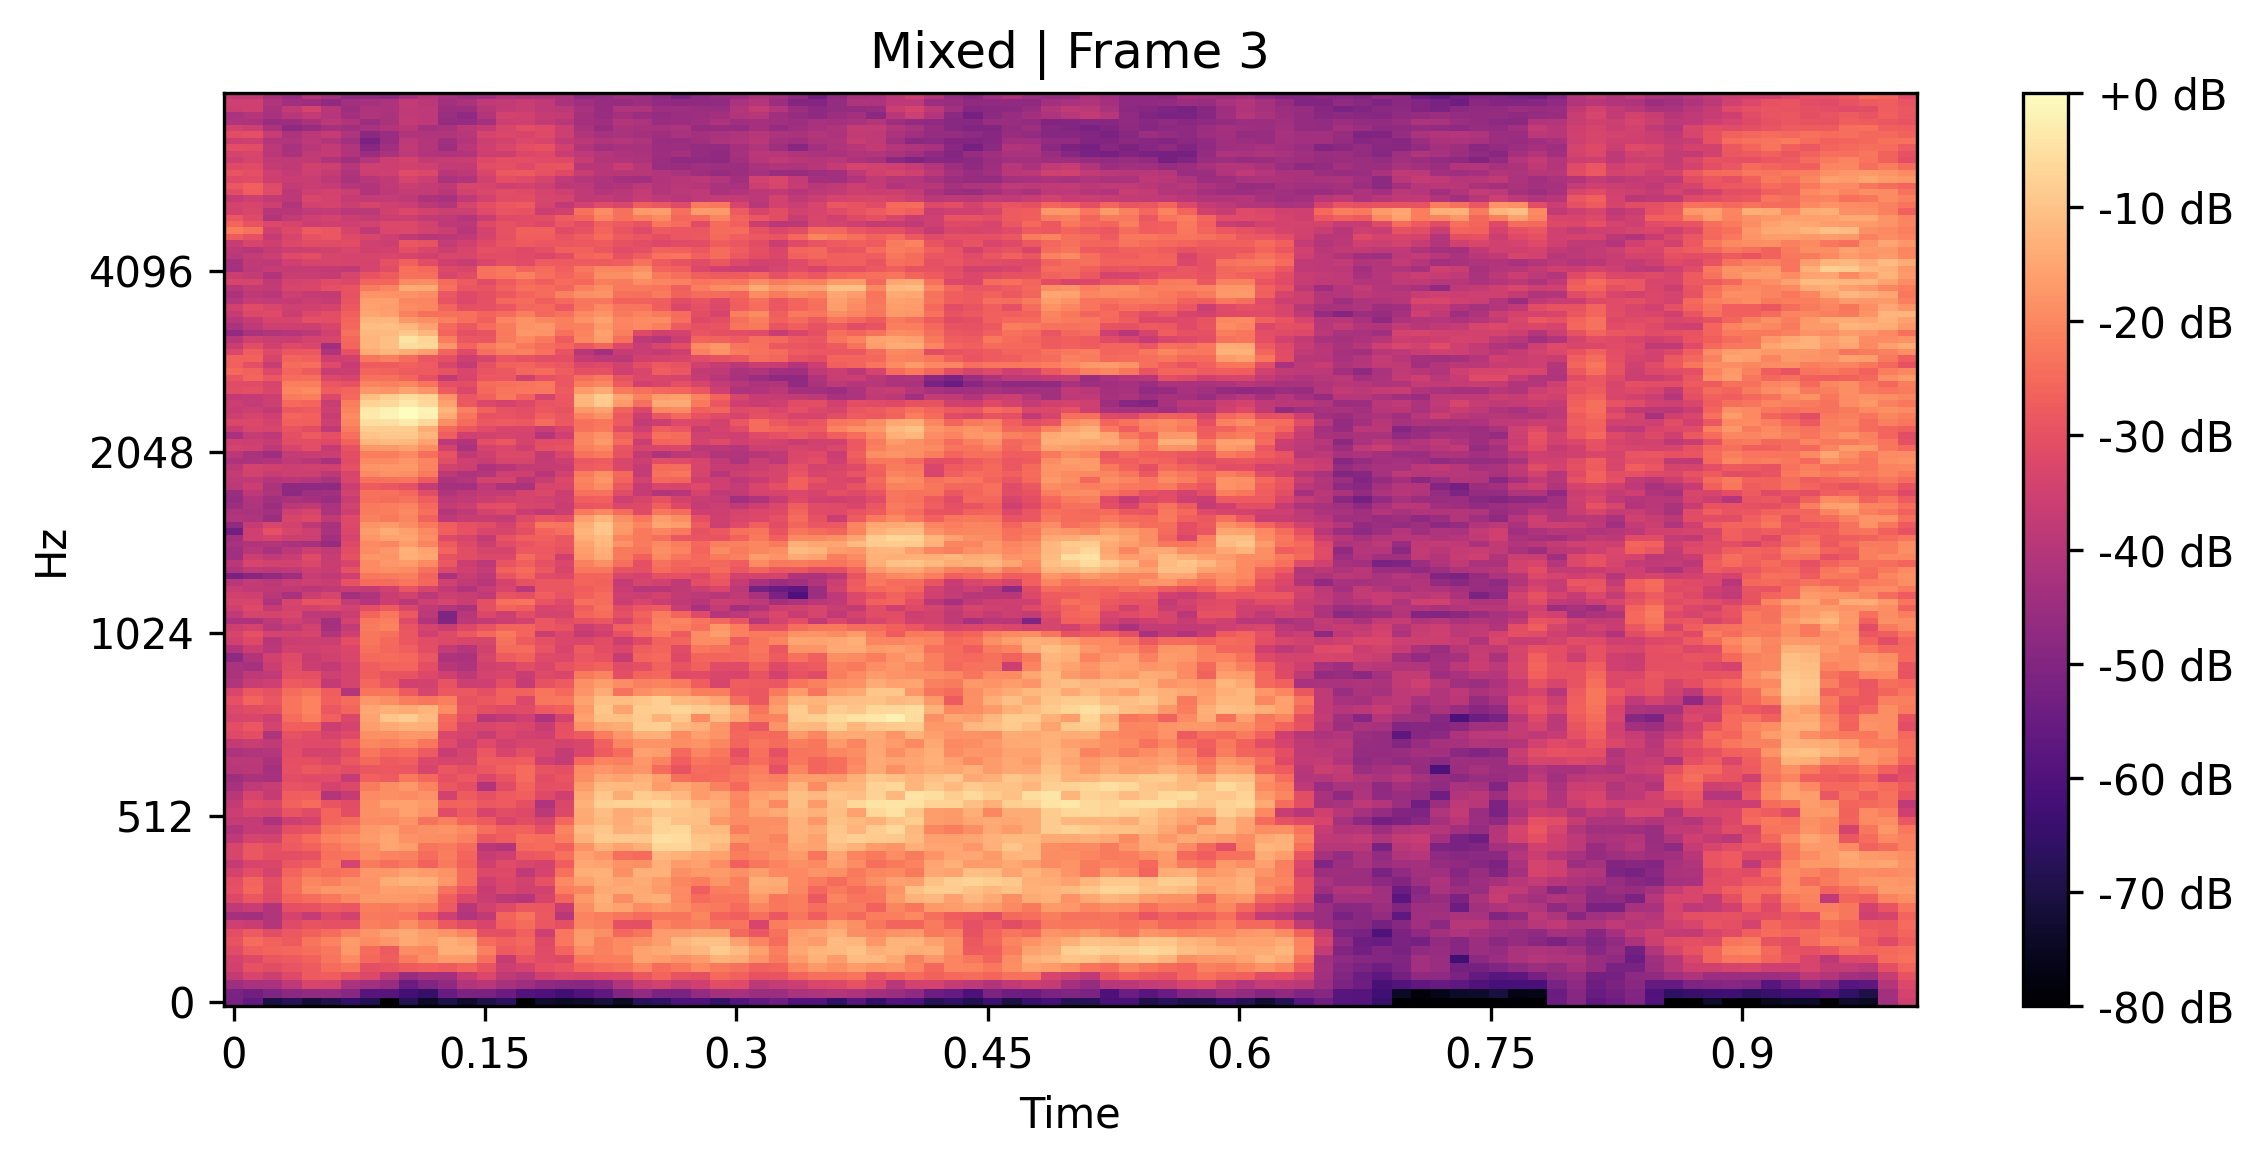 Mixed | Frame 3
Hz
4096
2048
1024
512
0
0 0.15 0.3 0.45 0.6 0.75 0.9
Time
+0 dB
-10 dB
-20 dB
-30 dB
-40 dB
-50 dB
-60 dB
-70 dB
-80 dB